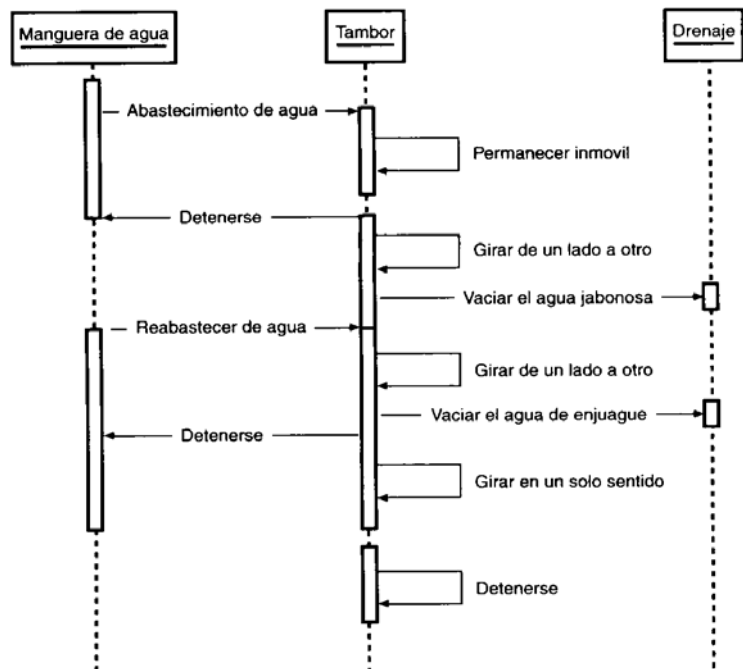 Manguera de agua
Tambor
Drenaje
Abastecimiento de agua
Permanecer inmovil
Detenerse
Girar de un lado a otro
Vaciar el agua jabonosa
Reabastecer de agua
Girar de un lado a otro
Vaciar el agua de enjuague
Detenerse
Girar en un solo sentido
Detenerse